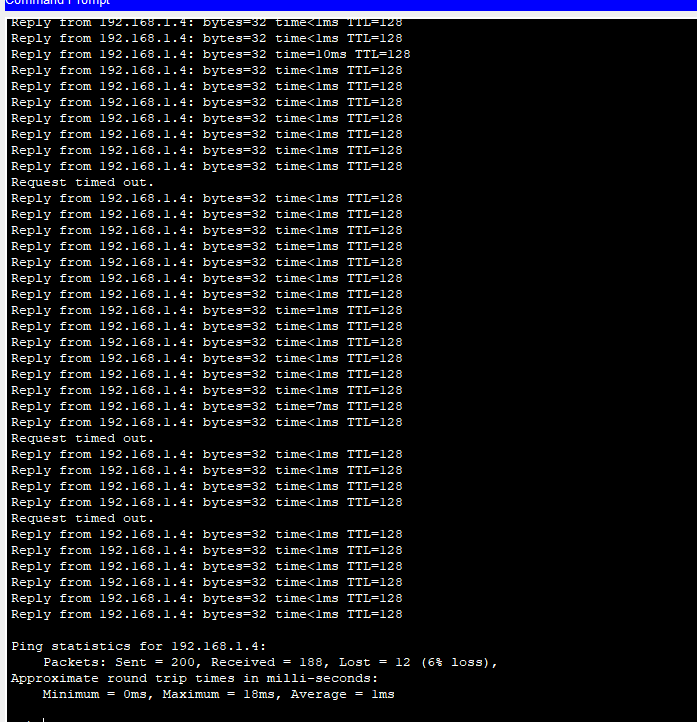 Command Prompt
Reply from 192.168.1.4: bytes=32 time<1ms TTL=128
Reply from 192.168.1.4: bytes=32 time<1ms TTL=128
Reply from 192.168.1.4: bytes=32 time=10ms TTL=128
Reply from 192.168.1.4: bytes=32 time<1ms TTL=128
Reply from 192.168.1.4: bytes=32 time<1ms TTL=128
Reply from 192.168.1.4: bytes=32 time<1ms TTL=128
Reply from 192.168.1.4: bytes=32 time<1ms TTL=128
Reply from 192.168.1.4: bytes=32 time<1ms TTL=128
Reply from 192.168.1.4: bytes=32 time<1ms TTL=128
Reply from 192.168.1.4: bytes=32 time<1ms TTL=128
Request timed out.
Reply from 192.168.1.4: bytes=32 time<1ms TTL=128
Reply from 192.168.1.4: bytes=32 time<1ms TTL=128
Reply from 192.168.1.4: bytes=32 time<1ms TTL=128
Reply from 192.168.1.4: bytes=32 time=1ms TTL=128
Reply from 192.168.1.4: bytes=32 time<1ms TTL=128
Reply from 192.168.1.4: bytes=32 time<1ms TTL=128
Reply from 192.168.1.4: bytes=32 time<1ms TTL=128
Reply from 192.168.1.4: bytes=32 time=1ms TTL=128
Reply from 192.168.1.4: bytes=32 time<1ms TTL=128
Reply from 192.168.1.4: bytes=32 time<1ms TTL=128
Reply from 192.168.1.4: bytes=32 time<1ms TTL=128
Reply from 192.168.1.4: bytes=32 time<1ms TTL=128
Reply from 192.168.1.4: bytes=32 time<1ms TTL=128
Reply from 192.168.1.4: bytes=32 time=7ms TTL=128
Reply from 192.168.1.4: bytes=32 time<1ms TTL=128
Request timed out.
Reply from 192.168.1.4: bytes=32 time<1ms TTL=128
Reply from 192.168.1.4: bytes=32 time<1ms TTL=128
Reply from 192.168.1.4: bytes=32 time<1ms TTL=128
Reply from 192.168.1.4: bytes=32 time<1ms TTL=128
Request timed out.
Reply from 192.168.1.4: bytes=32 time<1ms TTL=128
Reply from 192.168.1.4: bytes=32 time<1ms TTL=128
Reply from 192.168.1.4: bytes=32 time<1ms TTL=128
Reply from 192.168.1.4: bytes=32 time<1ms TTL=128
Reply from 192.168.1.4: bytes=32 time<1ms TTL=128
Reply from 192.168.1.4: bytes=32 time<1ms TTL=128
Ping statistics for 192.168.1.4:
Packets: Sent = 200, Received = 188, Lost = 12 (6% loss),
Approximate round trip times in milli-seconds:
Minimum = 0ms, Maximum = 18ms, Average = 1ms